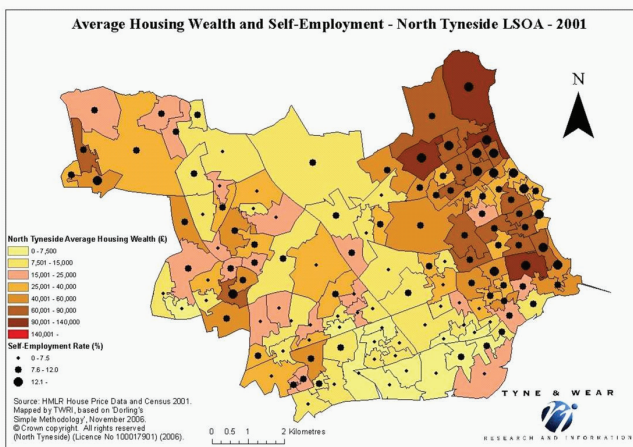 Average Housing Wealth and Self-Employment - North Tyneside LSOA - 2001
N
North Tyneside Average Housing Wealth (£)
0 - 7,500
7,501 - 15,000
15,001 - 25,000
25,001 - 40,000
40,001 - 60,000
60,001 - 90,000
90,001 - 140,000
140,001 -
Self-Employment Rate (%)
0 - 7.5
7.6 - 12.0
12.1 -
Source: HMLR House Price Data and Census 2001.
Mapped by TWRI, based on 'Dorling's
Simple Methodology', November 2006.
© Crown copyright. All rights reserved
(North Tyneside) (Licence No 100017901) (2006).
0 0.5 1 2 Kilometres
TYNE & WEAR
RESEARCH AND INFORMATION